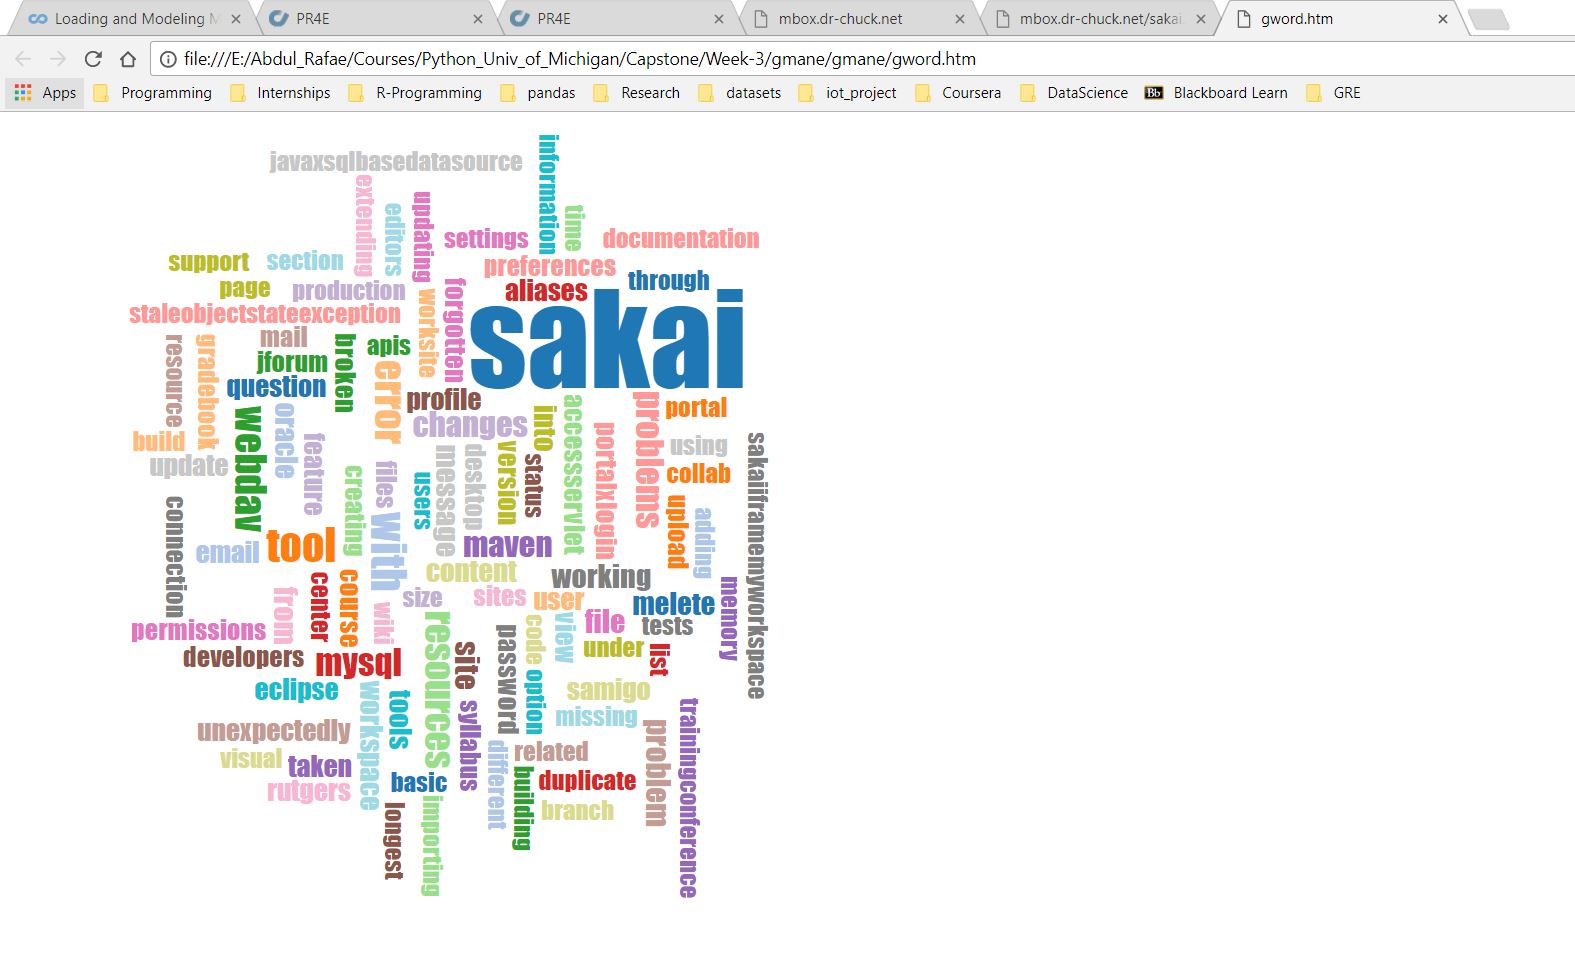 Loading and Modeling M
PR4E
PR4E
mbox.dr-chuck.net
mbox.dr-chuck.net/sakai
gword.htm
file:///E:/Abdul_Rafae/Courses/Python_Univ_of_Michigan/Capstone/Week-3/gmane/gmane/gword.htm
Apps Programming Internships R-Programming pandas Research datasets iot_project Coursera DataScience Bb Blackboard Learn GRE
javaxsqlbasedatasource
information
extending
editors
updating
time
settings
documentation
support
section
preferences
through
page
production
forgotten
aliases
worksite
sakai
staleobjectstateexception
mail
resource
gradebook
broken
apis
jforum
error
question
profile
changes
into
accessservlet
problems
portal
webdav
oracle
portalxlogin
build
feature
using
sakaiiframemyworkspace
update
files
message
desktop
version
status
creating
users
collab
connection
upload
adding
with
tool
email
maven
content
working
center
course
memory
from
size
sites
user
melete
wiki
file
tests
permissions
resources
password
code
view
under
developers
mysql
site
list
eclipse
workspace
tools
option
samigo
syllabus
missing
trainingconference
unexpectedly
problem
visual
different
related
taken
basic
building
duplicate
rutgers
importing
longest
branch